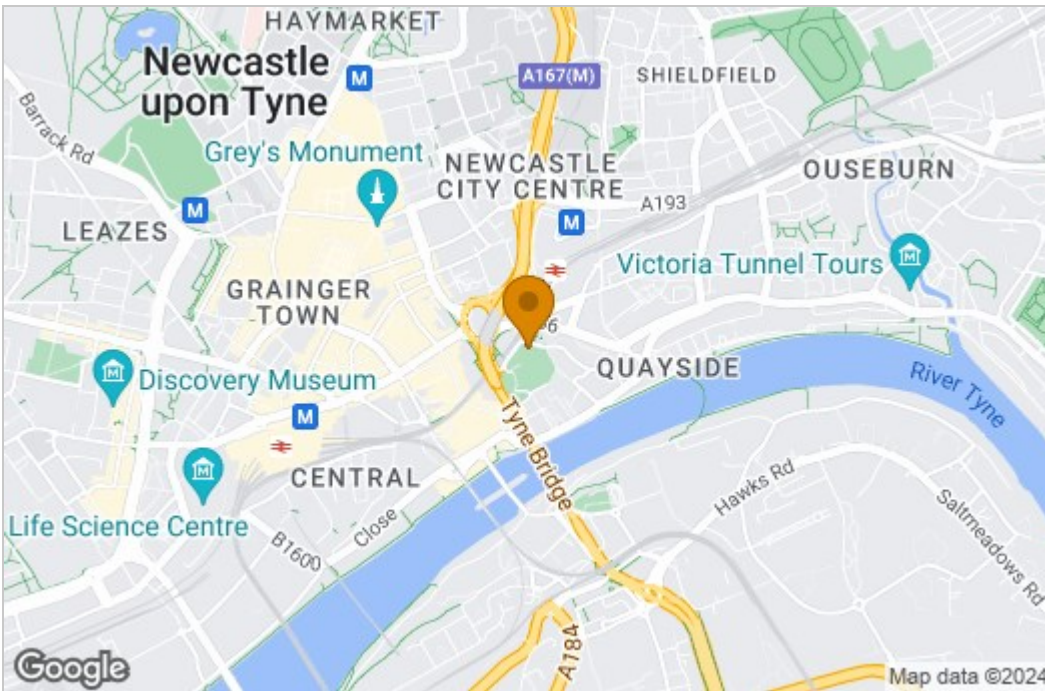 HAYMARKET
Newcastle
upon Tyne
M
A167(M)
SHIELDFIELD
Barrack Rd
Grey's Monument
NEWCASTLE
CITY CENTRE
OUSEBURN
A193
M
M
LEAZES
Victoria Tunnel Tours
M
GRAINGER
TOWN
QUAYSIDE
River Tyne
M
Discovery Museum
M
Tyne Bridge
CENTRAL
M
Life Science Centre
Close
B1600
Hawks Rd
Saltmeadows Rd
A184
Google
Map data ©2024